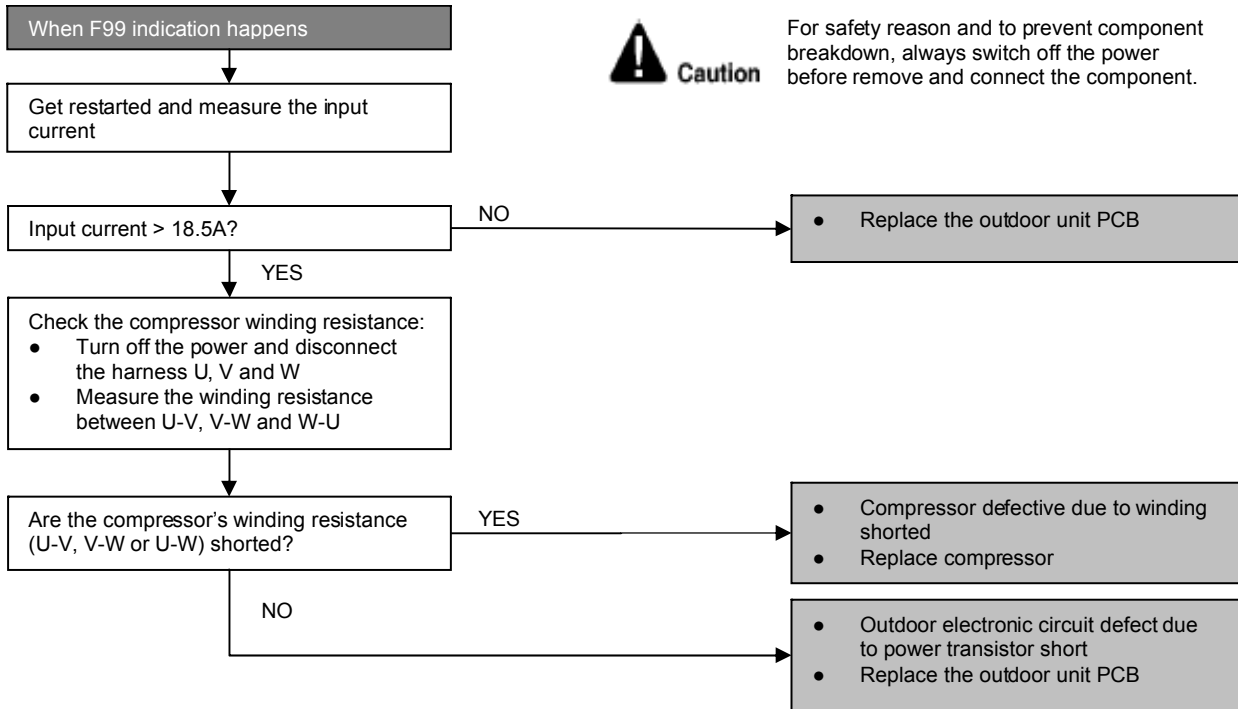 When F99 indication happens
Caution
For safety reason and to prevent component
breakdown, always switch off the power
before remove and connect the component.
Get restarted and measure the input
current
Input current > 18.5A?
NO
● Replace the outdoor unit PCB
YES
Check the compressor winding resistance:
● Turn off the power and disconnect
the harness U, V and W
● Measure the winding resistance
between U-V, V-W and W-U
Are the compressor's winding resistance
(U-V, V-W or U-W) shorted?
YES
● Compressor defective due to winding
shorted
● Replace compressor
NO
● Outdoor electronic circuit defect due
to power transistor short
● Replace the outdoor unit PCB